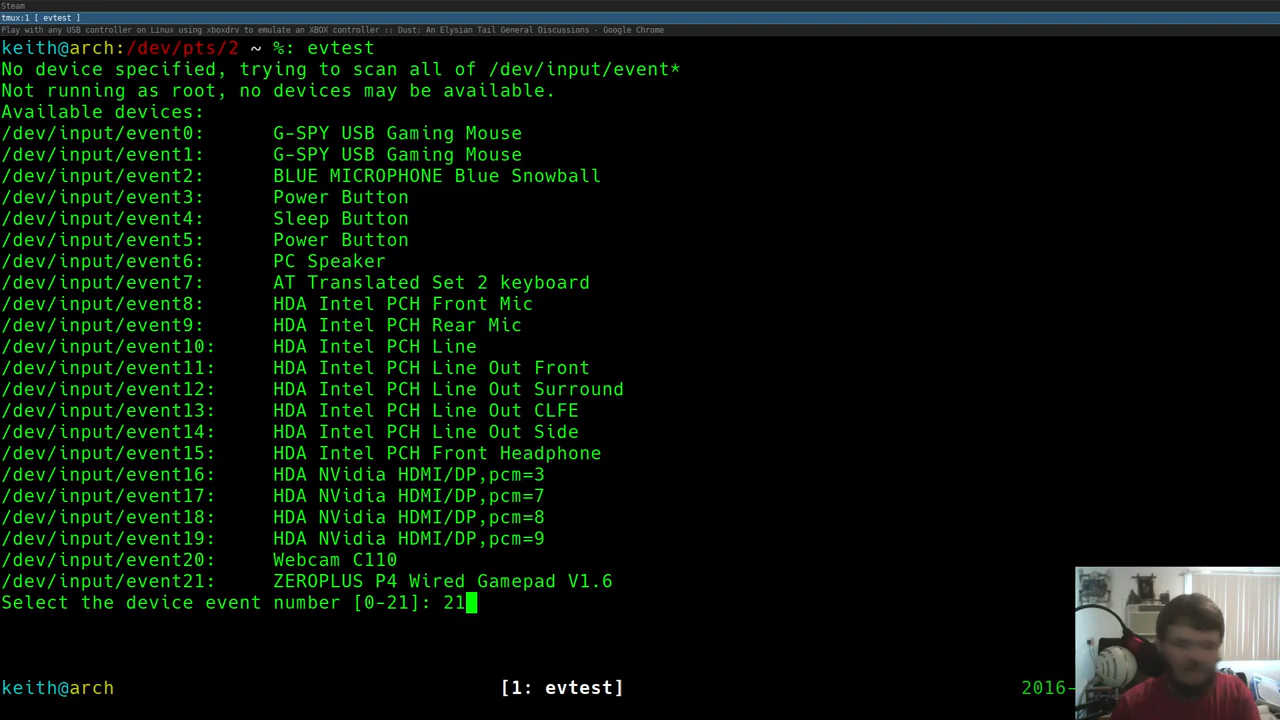 Steam
tmux:1 [ evtest ]
Play with any USB controller on Linux using xboxdrv to emulate an XBOX controller :: Dust: An Elysian Tail General Discussions - Google Chrome
keith@arch:/dev/pts/2 ~ %: evtest
No device specified, trying to scan all of /dev/input/event*
Not running as root, no devices may be available.
Available devices:
/dev/input/event0: G-SPY USB Gaming Mouse
/dev/input/event1: G-SPY USB Gaming Mouse
/dev/input/event2: BLUE MICROPHONE Blue Snowball
/dev/input/event3: Power Button
/dev/input/event4: Sleep Button
/dev/input/event5: Power Button
/dev/input/event6: PC Speaker
/dev/input/event7: AT Translated Set 2 keyboard
/dev/input/event8: HDA Intel PCH Front Mic
/dev/input/event9: HDA Intel PCH Rear Mic
/dev/input/event10: HDA Intel PCH Line
/dev/input/event11: HDA Intel PCH Line Out Front
/dev/input/event12: HDA Intel PCH Line Out Surround
/dev/input/event13: HDA Intel PCH Line Out CLFE
/dev/input/event14: HDA Intel PCH Line Out Side
/dev/input/event15: HDA Intel PCH Front Headphone
/dev/input/event16: HDA NVidia HDMI/DP,pcm=3
/dev/input/event17: HDA NVidia HDMI/DP,pcm=7
/dev/input/event18: HDA NVidia HDMI/DP,pcm=8
/dev/input/event19: HDA NVidia HDMI/DP,pcm=9
/dev/input/event20: Webcam C110
/dev/input/event21: ZEROPLUS P4 Wired Gamepad V1.6
Select the device event number [0-21]: 21
keith@arch [1: evtest] 2016-